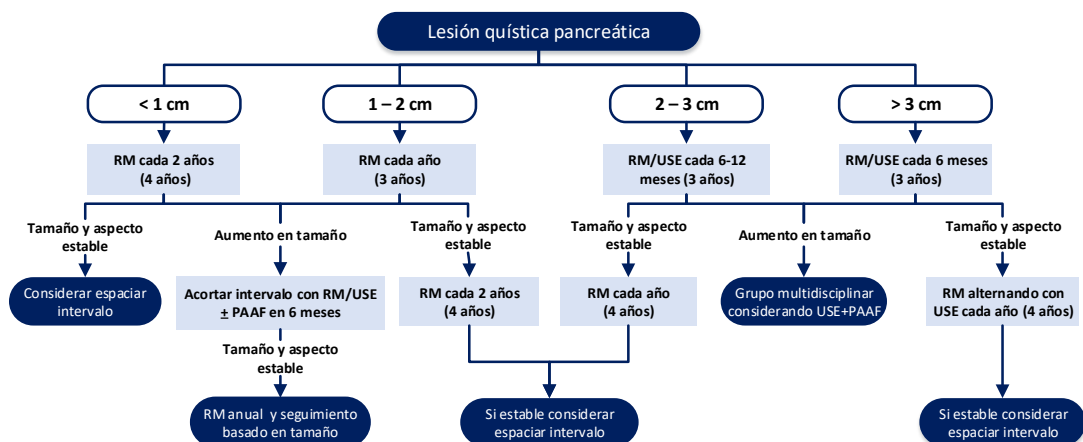 Lesión quística pancreática
< 1 cm
1 – 2 cm
2 – 3 cm
> 3 cm
RM cada 2 años
(4 años)
RM cada año
(3 años)
RM/USE cada 6-12
meses (3 años)
RM/USE cada 6 meses
(3 años)
Tamaño y aspecto
estable
Aumento en tamaño
Tamaño y aspecto
estable
Tamaño y aspecto
estable
Aumento en tamaño
Tamaño y aspecto
estable
Considerar espaciar
intervalo
Acortar intervalo con RM/USE
± PAAF en 6 meses
RM cada 2 años
(4 años)
RM cada año
(4 años)
Grupo multidisciplinar
considerando USE+PAAF
RM alternando con
USE cada año (4 años)
Tamaño y aspecto
estable
RM anual y seguimiento
basado en tamaño
Si estable considerar
espaciar intervalo
Si estable considerar
espaciar intervalo